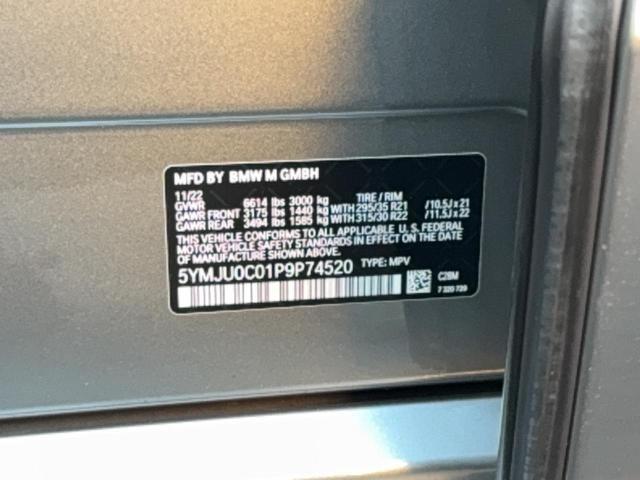 MFD BY BMW M GMBH
11/22
GVWR 6614 lbs 3000 kg TIRE / RIM
GAWR FRONT 3175 lbs 1440 kg WITH 295/35 R21 /10.5J x 21
GAWR REAR 3494 lbs 1585 kg WITH 315/30 R22 /11.5J x 22
THIS VEHICLE CONFORMS TO ALL APPLICABLE U. S. FEDERAL
MOTOR VEHICLE SAFETY STANDARDS IN EFFECT ON THE DATE
OF MANUFACTURE SHOWN ABOVE.
5YMJU0C01P9P74520 TYPE: MPV
C2BM
7 320 729